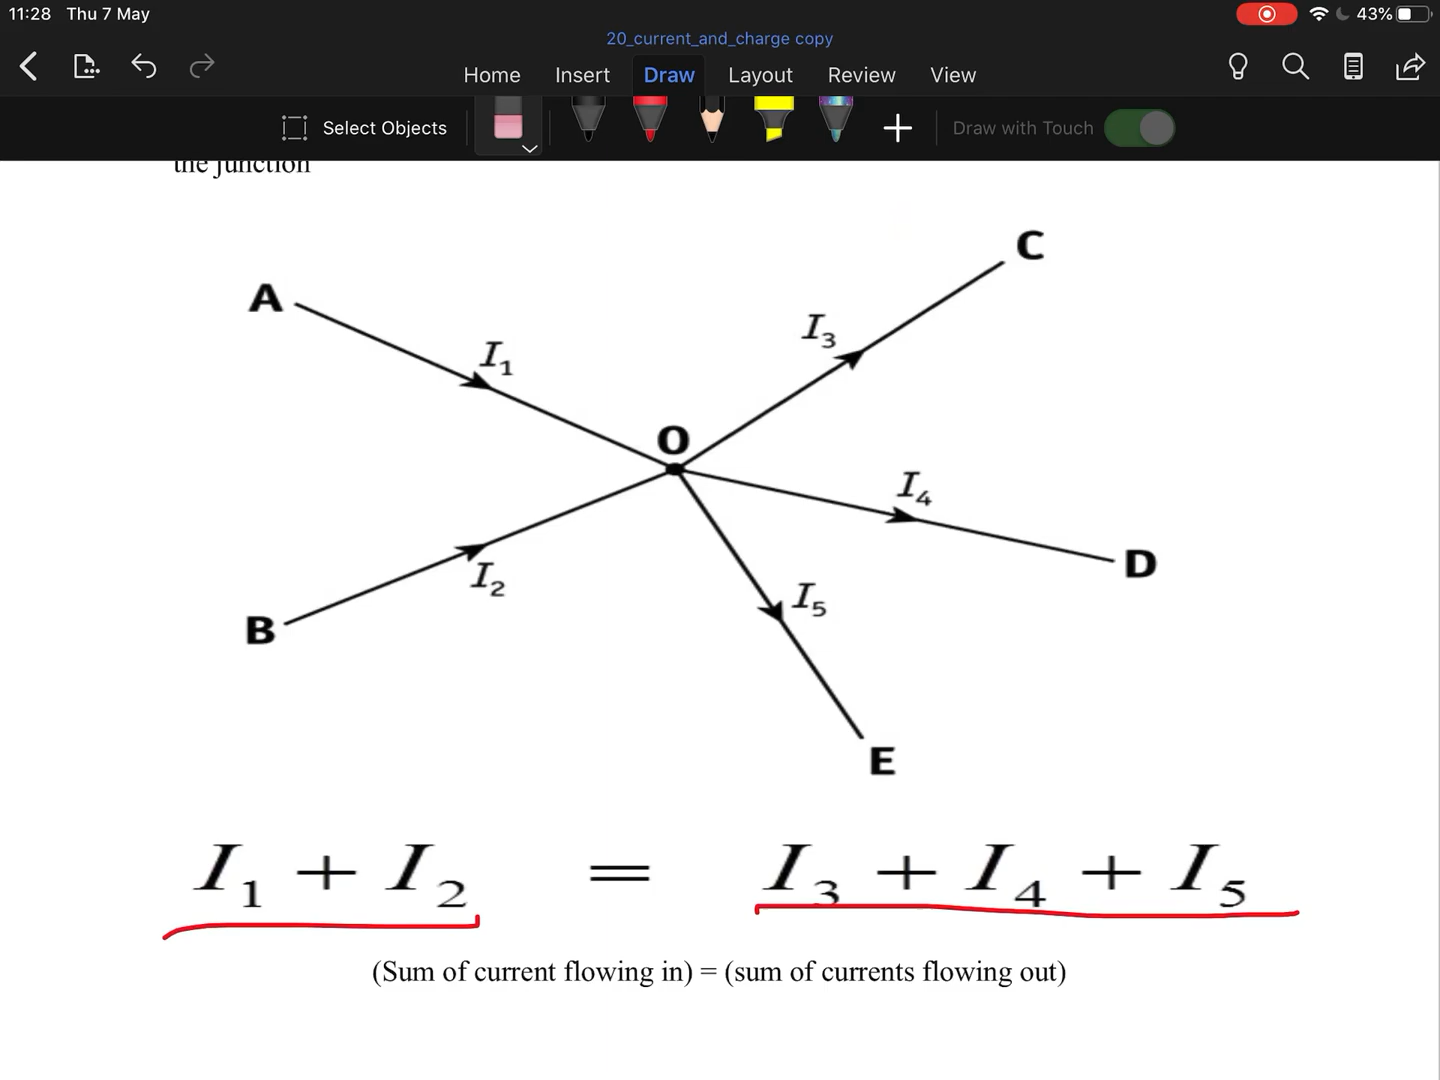 11:28 Thu 7 May 43%
20_current_and_charge copy
Home Insert Draw Layout Review View
Select Objects Draw with Touch
the junction
C
A
I₃
I₁
O
I₄
D
I₂
I₅
B
E
I₁ + I₂ = I₃ + I₄ + I₅
(Sum of current flowing in) = (sum of currents flowing out)